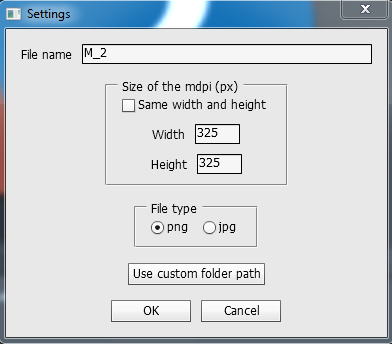 Settings
File name M_2
Size of the mdpi (px)
Same width and height
Width 325
Height 325
File type
png jpg
Use custom folder path
OK Cancel